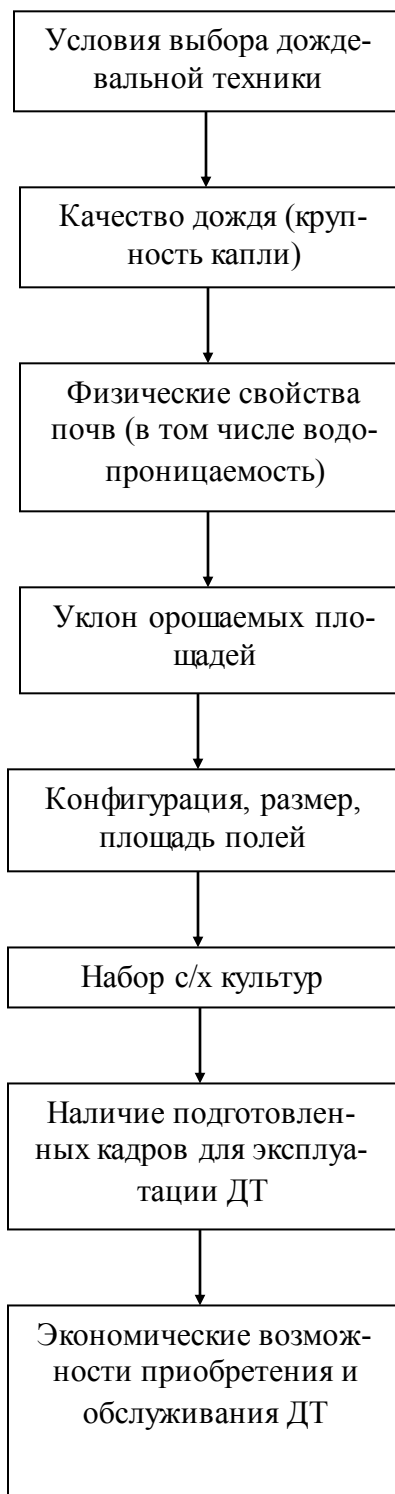 Условия выбора дожде-
вальной техники
Качество дождя (круп-
ность капли)
Физические свойства
почв (в том числе водо-
проницаемость)
Уклон орошаемых пло-
щадей
Конфигурация, размер,
площадь полей
Набор с/х культур
Наличие подготовлен-
ных кадров для эксплуа-
тации ДТ
Экономические возмож-
ности приобретения и
обслуживания ДТ